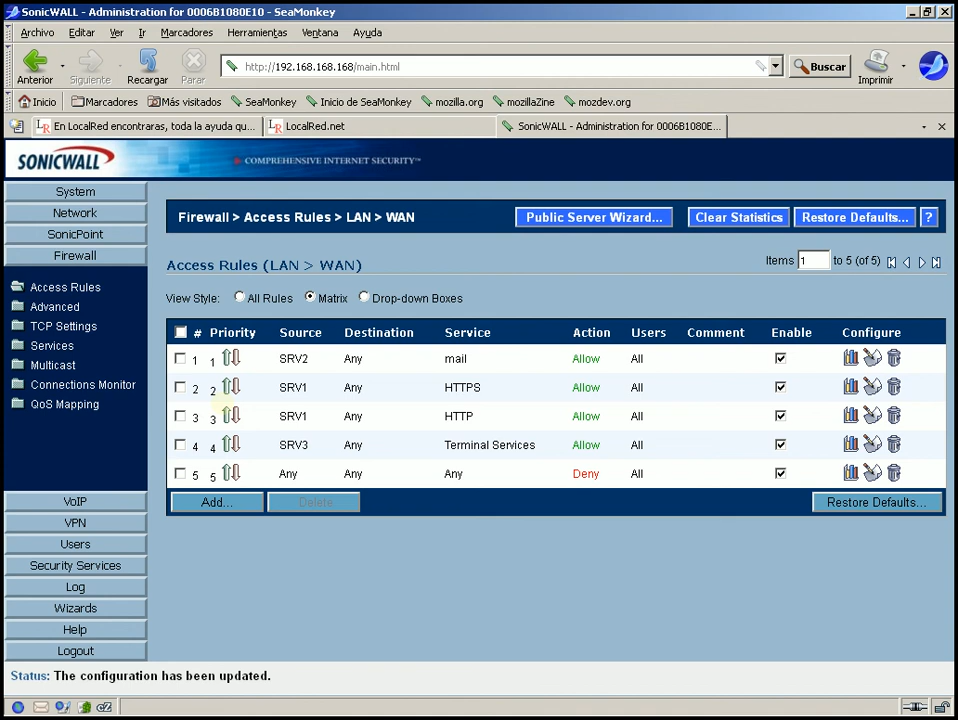 SonicWALL - Administration for 0006B1080E10 - SeaMonkey
Archivo Editar Ver Ir Marcadores Herramientas Ventana Ayuda
Anterior Siguiente Recargar Parar http://192.168.168.168/main.html Buscar Imprimir
Inicio Marcadores Más visitados SeaMonkey Inicio de SeaMonkey mozilla.org mozillaZine mozdev.org
En LocalRed encontraras, toda la ayuda qu... LocalRed.net SonicWALL - Administration for 0006B1080E...
SONICWALL COMPREHENSIVE INTERNET SECURITY™
System
Network
SonicPoint
Firewall
Access Rules
Advanced
TCP Settings
Services
Multicast
Connections Monitor
QoS Mapping
VoIP
VPN
Users
Security Services
Log
Wizards
Help
Logout
Firewall > Access Rules > LAN > WAN Public Server Wizard... Clear Statistics Restore Defaults... ?
Access Rules (LAN > WAN) Items 1 to 5 (of 5)
View Style: All Rules Matrix Drop-down Boxes
# Priority Source Destination Service Action Users Comment Enable Configure
1 1 SRV2 Any mail Allow All
2 2 SRV1 Any HTTPS Allow All
3 3 SRV1 Any HTTP Allow All
4 4 SRV3 Any Terminal Services Allow All
5 5 Any Any Any Deny All
Add... Delete... Restore Defaults...
Status: The configuration has been updated.